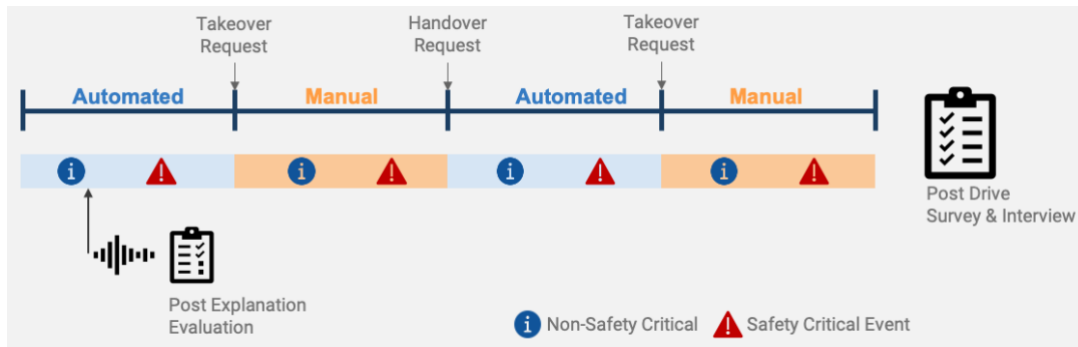 Takeover
Request
Handover
Request
Takeover
Request
Automated
Manual
Automated
Manual
Post Drive
Survey & Interview
Post Explanation
Evaluation
Non-Safety Critical
Safety Critical Event